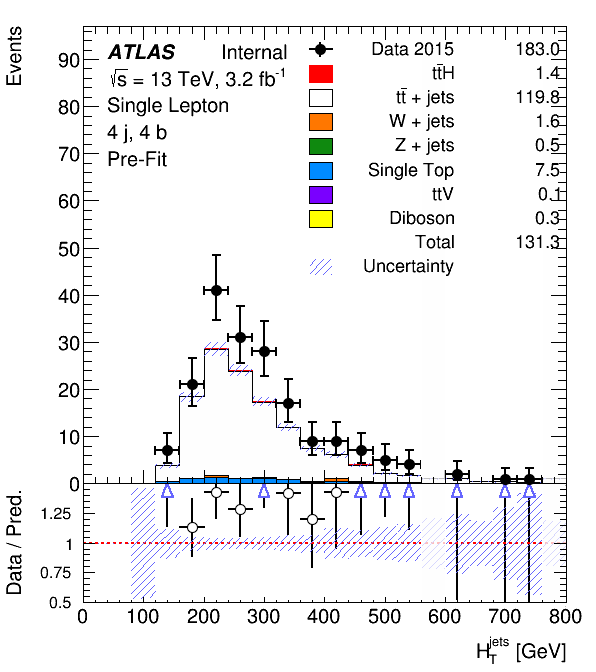 Events
ATLAS Internal
√s = 13 TeV, 3.2 fb⁻¹
Single Lepton
4 j, 4 b
Pre-Fit
Data 2015 183.0
tt̄H 1.4
tt̄ + jets 119.8
W + jets 1.6
Z + jets 0.5
Single Top 7.5
ttV 0.1
Diboson 0.3
Total 131.3
Uncertainty
90
80
70
60
50
40
30
20
10
0
Data / Pred.
1.25
1
0.75
0.5
0 100 200 300 400 500 600 700 800
H_T^jets [GeV]